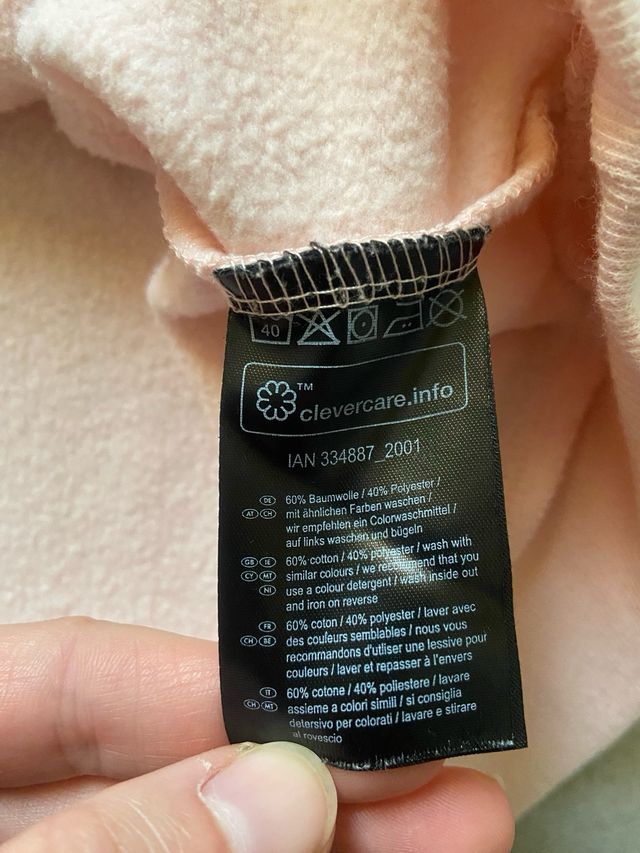 40
™
clevercare.info
IAN 334887_2001
DE AT CH
60% Baumwolle / 40% Polyester /
mit ähnlichen Farben waschen /
wir empfehlen ein Colorwaschmittel /
auf links waschen und bügeln
GB IE CY MT NI
60% cotton / 40% polyester / wash with
similar colours / we recommend that you
use a colour detergent / wash inside out
and iron on reverse
FR CH BE
60% coton / 40% polyester / laver avec
des couleurs semblables / nous vous
recommandons d'utiliser une lessive pour
couleurs / laver et repasser à l'envers
IT CH MT
60% cotone / 40% poliestere / lavare
assieme a colori simili / si consiglia
detersivo per colorati / lavare e stirare
al rovescio